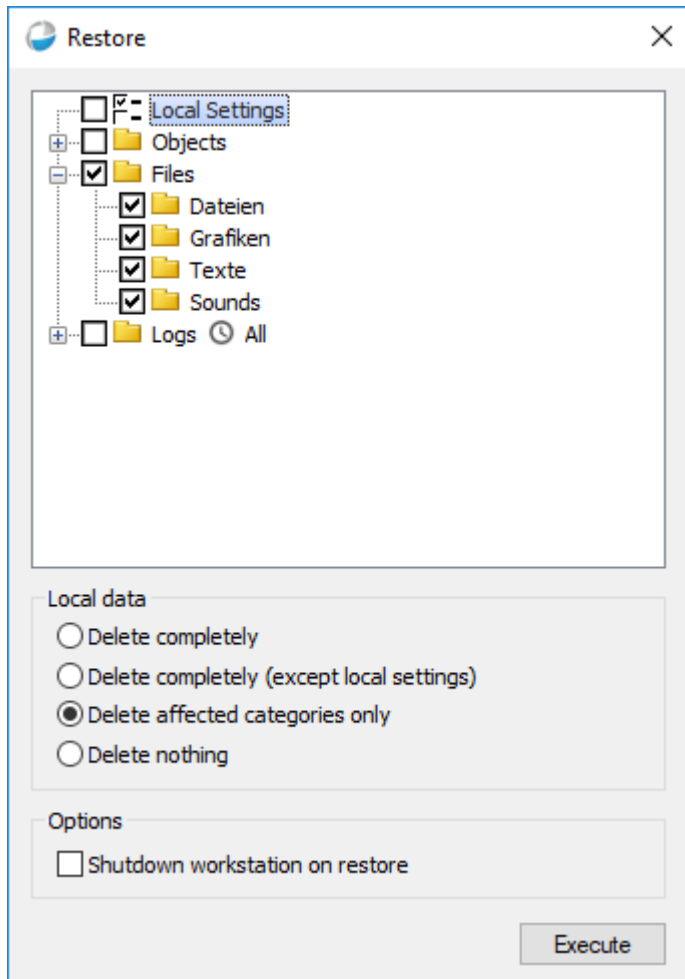 Restore
Local Settings
Objects
Files
Dateien
Grafiken
Texte
Sounds
Logs All
Local data
Delete completely
Delete completely (except local settings)
Delete affected categories only
Delete nothing
Options
Shutdown workstation on restore
Execute